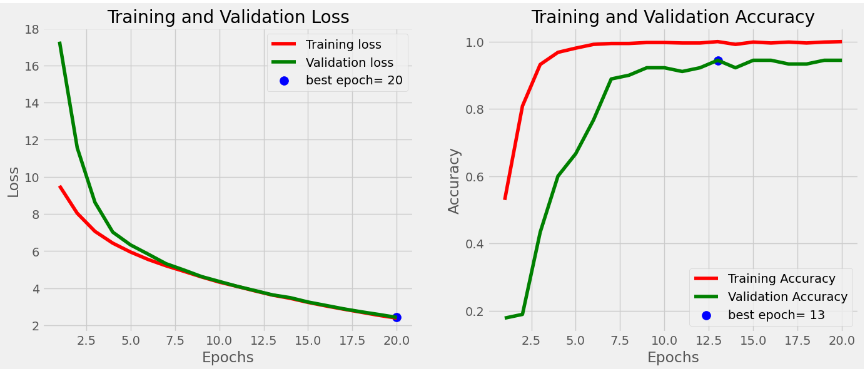 Training and Validation Loss
18
16
14
12
10
8
6
4
2
Loss
Training loss
Validation loss
best epoch= 20
2.5 5.0 7.5 10.0 12.5 15.0 17.5 20.0
Epochs
Training and Validation Accuracy
1.0
0.8
0.6
0.4
0.2
Accuracy
Training Accuracy
Validation Accuracy
best epoch= 13
2.5 5.0 7.5 10.0 12.5 15.0 17.5 20.0
Epochs